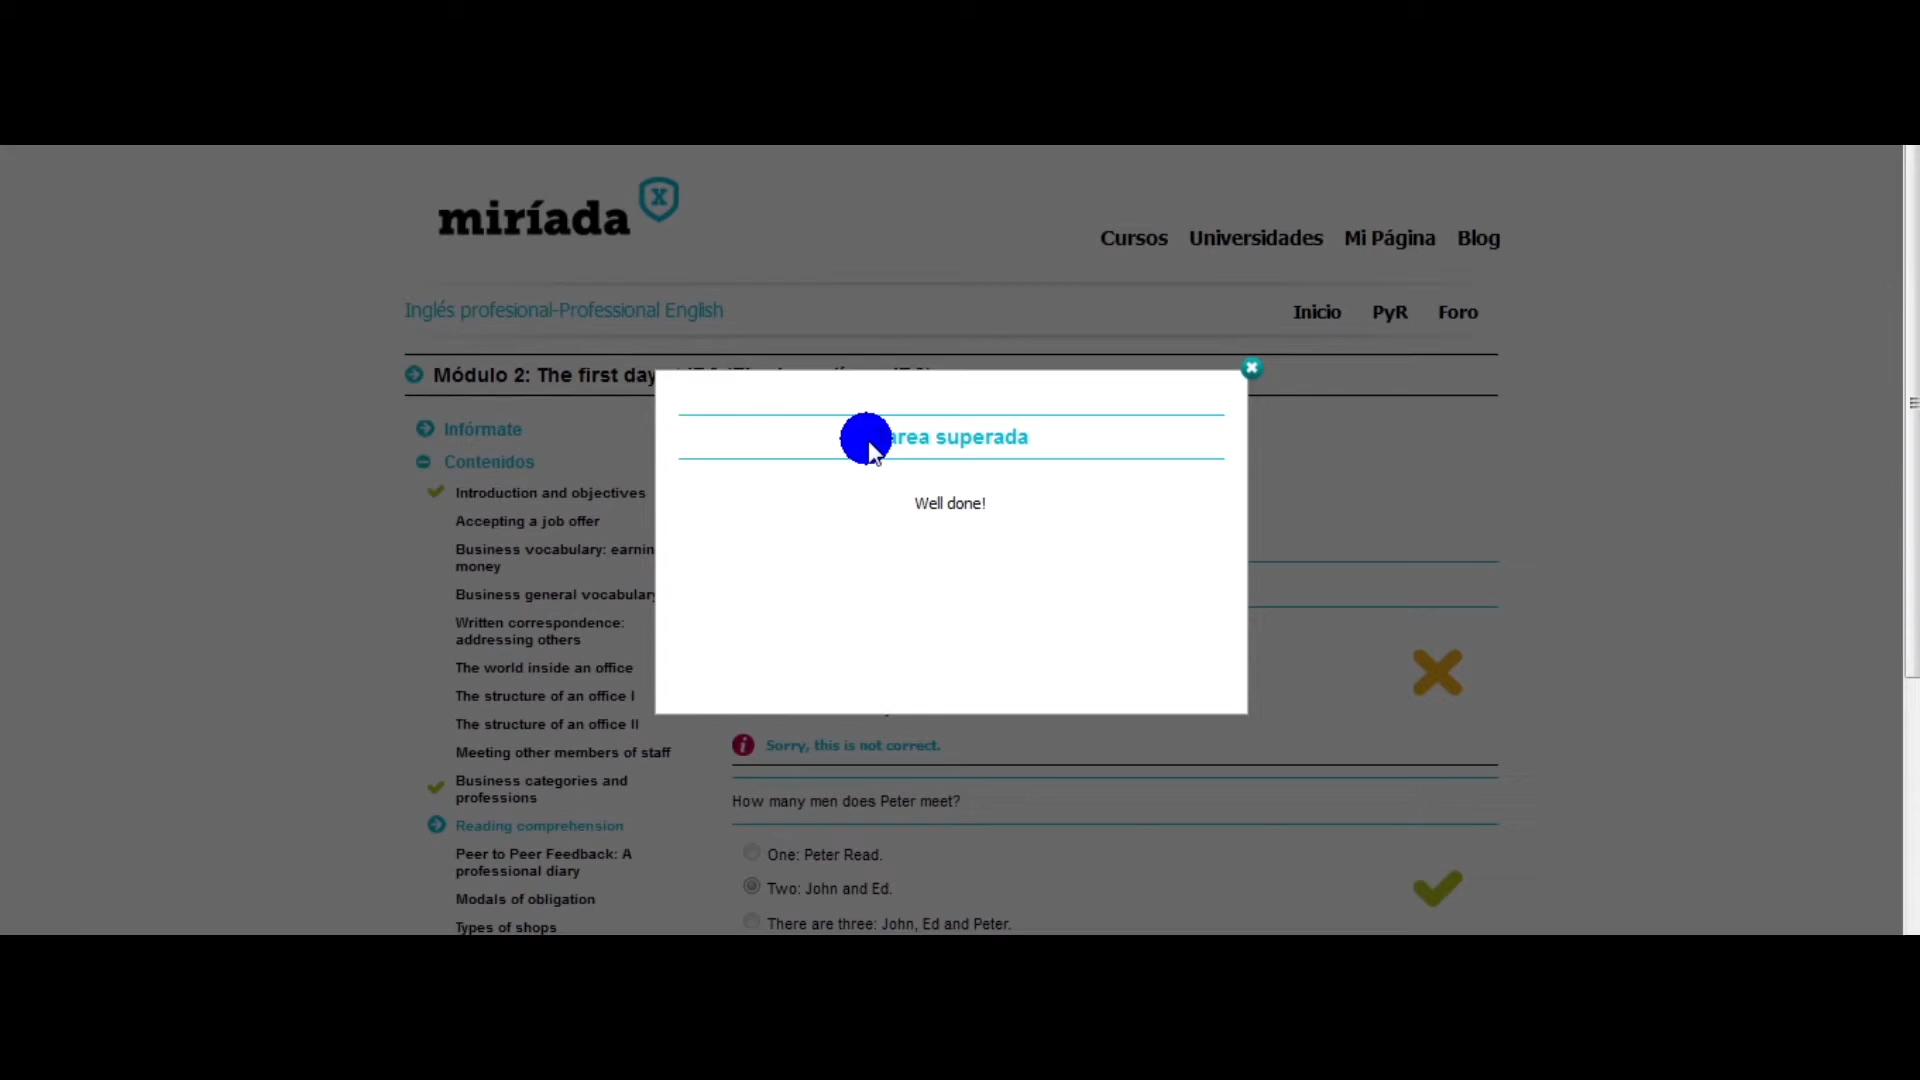 miríada X
Cursos Universidades Mi Página Blog
Inglés profesional-Professional English
Inicio PyR Foro
Módulo 2: The first day
superada
Well done!
Infórmate
Contenidos
Introduction and objectives
Accepting a job offer
Business vocabulary:
money
Business general vocabulary
Written correspondence:
addressing others
The world inside an office
The structure of an office I
The structure of an office II
Meeting other members of staff
Business categories and
professions
Reading comprehension
Peer to Peer Feedback: A
professional diary
Modals of obligation
Types of shops
Sorry, this is not correct.
How many men does Peter meet?
One: Peter Read.
Two: John and Ed.
There are three: John, Ed and Peter.